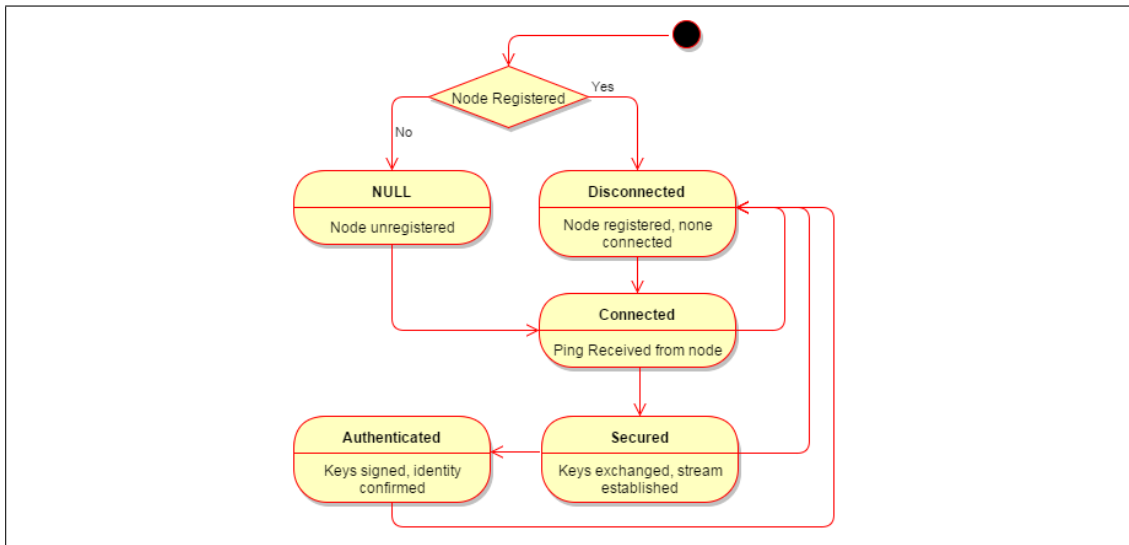 Node Registered
Yes
No
NULL
Node unregistered
Disconnected
Node registered, none
connected
Connected
Ping Received from node
Authenticated
Keys signed, identity
confirmed
Secured
Keys exchanged, stream
established